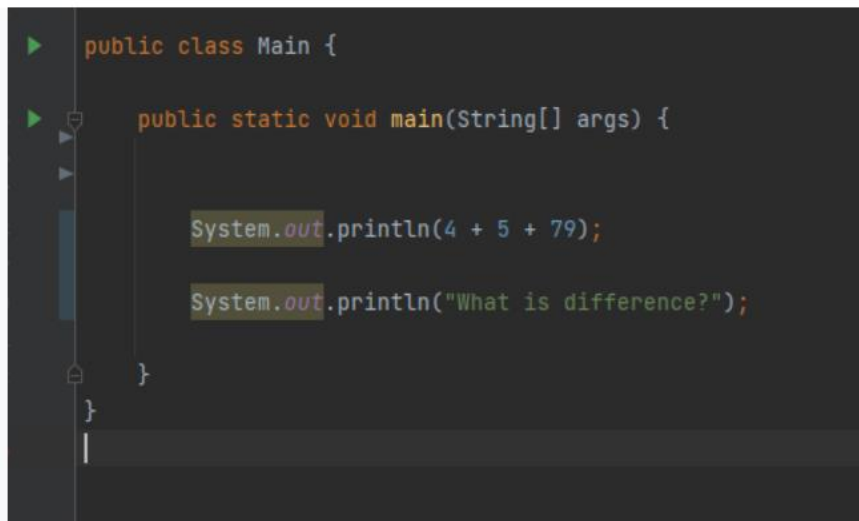 public class Main {
public static void main(String[] args) {
System.out.println(4 + 5 + 79);
System.out.println("What is difference?");
}
}